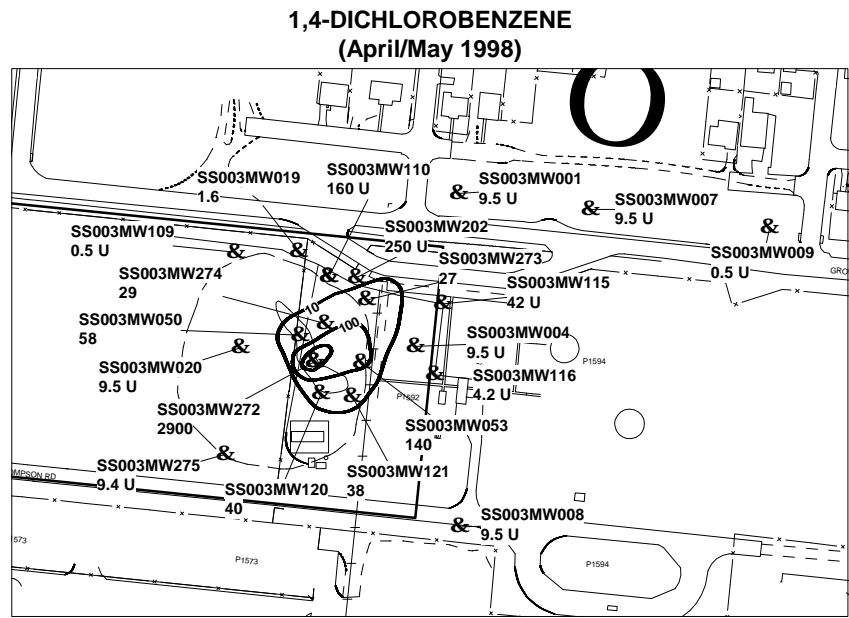 1,4-DICHLOROBENZENE
(April/May 1998)
O
SS003MW019
1.6
SS003MW110
160 U
SS003MW001
9.5 U
SS003MW007
9.5 U
SS003MW109
0.5 U
SS003MW202
250 U
SS003MW009
0.5 U
SS003MW274
29
SS003MW273
27
GRO
SS003MW115
42 U
10
100
SS003MW050
58
SS003MW004
9.5 U
P1594
SS003MW020
9.5 U
SS003MW116
4.2 U
P1592
SS003MW272
2900
SS003MW053
140
SS003MW275
9.4 U
SS003MW121
38
MPSON RD
SS003MW120
40
SS003MW008
9.5 U
1573
P1573
P1594
& & & & & & & & & & & & & & & & & & & &